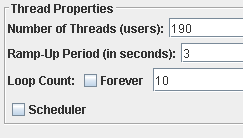 Thread Properties
Number of Threads (users): 190
Ramp-Up Period (in seconds): 3
Loop Count: Forever 10
Scheduler